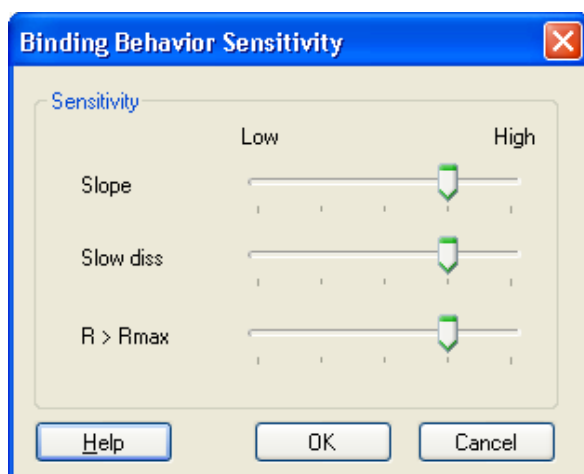 Binding Behavior Sensitivity
Sensitivity
Low High
Slope
Slow diss
R > Rmax
Help OK Cancel